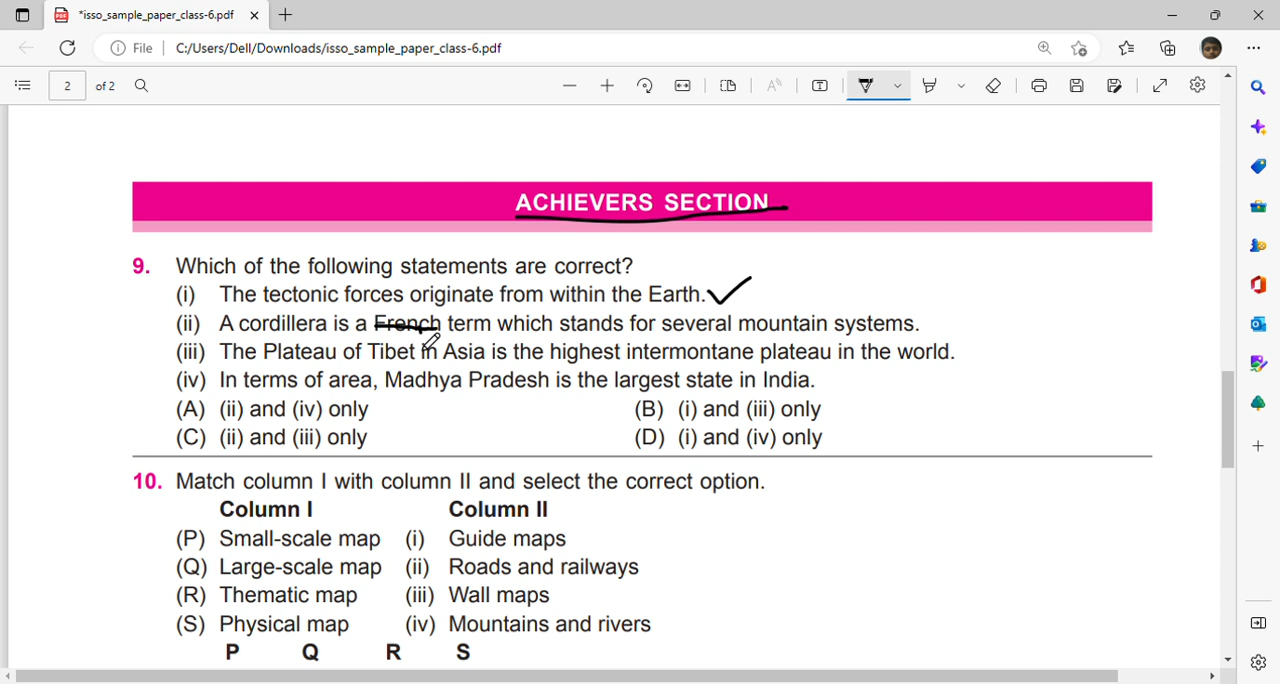 *isso_sample_paper_class-6.pdf
File C:/Users/Dell/Downloads/isso_sample_paper_class-6.pdf
2 of 2
ACHIEVERS SECTION
9. Which of the following statements are correct?
(i) The tectonic forces originate from within the Earth.
(ii) A cordillera is a French term which stands for several mountain systems.
(iii) The Plateau of Tibet in Asia is the highest intermontane plateau in the world.
(iv) In terms of area, Madhya Pradesh is the largest state in India.
(A) (ii) and (iv) only (B) (i) and (iii) only
(C) (ii) and (iii) only (D) (i) and (iv) only
10. Match column I with column II and select the correct option.
Column I Column II
(P) Small-scale map (i) Guide maps
(Q) Large-scale map (ii) Roads and railways
(R) Thematic map (iii) Wall maps
(S) Physical map (iv) Mountains and rivers
P Q R S